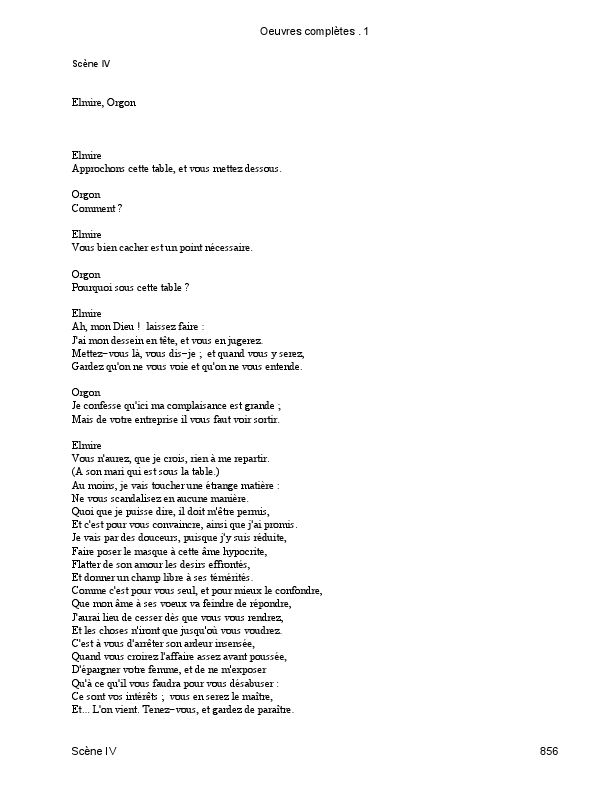 Oeuvres complètes . 1
Scène IV
Elmire, Orgon
Elmire
Approchons cette table, et vous mettez dessous.
Orgon
Comment ?
Elmire
Vous bien cacher est un point nécessaire.
Orgon
Pourquoi sous cette table ?
Elmire
Ah, mon Dieu ! laissez faire :
J'ai mon dessein en tête, et vous en jugerez.
Mettez−vous là, vous dis−je ; et quand vous y serez,
Gardez qu'on ne vous voie et qu'on ne vous entende.
Orgon
Je confesse qu'ici ma complaisance est grande ;
Mais de votre entreprise il vous faut voir sortir.
Elmire
Vous n'aurez, que je crois, rien à me repartir.
(A son mari qui est sous la table.)
Au moins, je vais toucher une étrange matière :
Ne vous scandalisez en aucune manière.
Quoi que je puisse dire, il doit m'être permis,
Et c'est pour vous convaincre, ainsi que j'ai promis.
Je vais par des douceurs, puisque j'y suis réduite,
Faire poser le masque à cette âme hypocrite,
Flatter de son amour les desirs effrontés,
Et donner un champ libre à ses témérités.
Comme c'est pour vous seul, et pour mieux le confondre,
Que mon âme à ses voeux va feindre de répondre,
J'aurai lieu de cesser dès que vous vous rendrez,
Et les choses n'iront que jusqu'où vous voudrez.
C'est à vous d'arrêter son ardeur insensée,
Quand vous croirez l'affaire assez avant poussée,
D'épargner votre femme, et de ne m'exposer
Qu'à ce qu'il vous faudra pour vous désabuser :
Ce sont vos intérêts ; vous en serez le maître,
Et... L'on vient. Tenez−vous, et gardez de paraître.
Scène IV
856